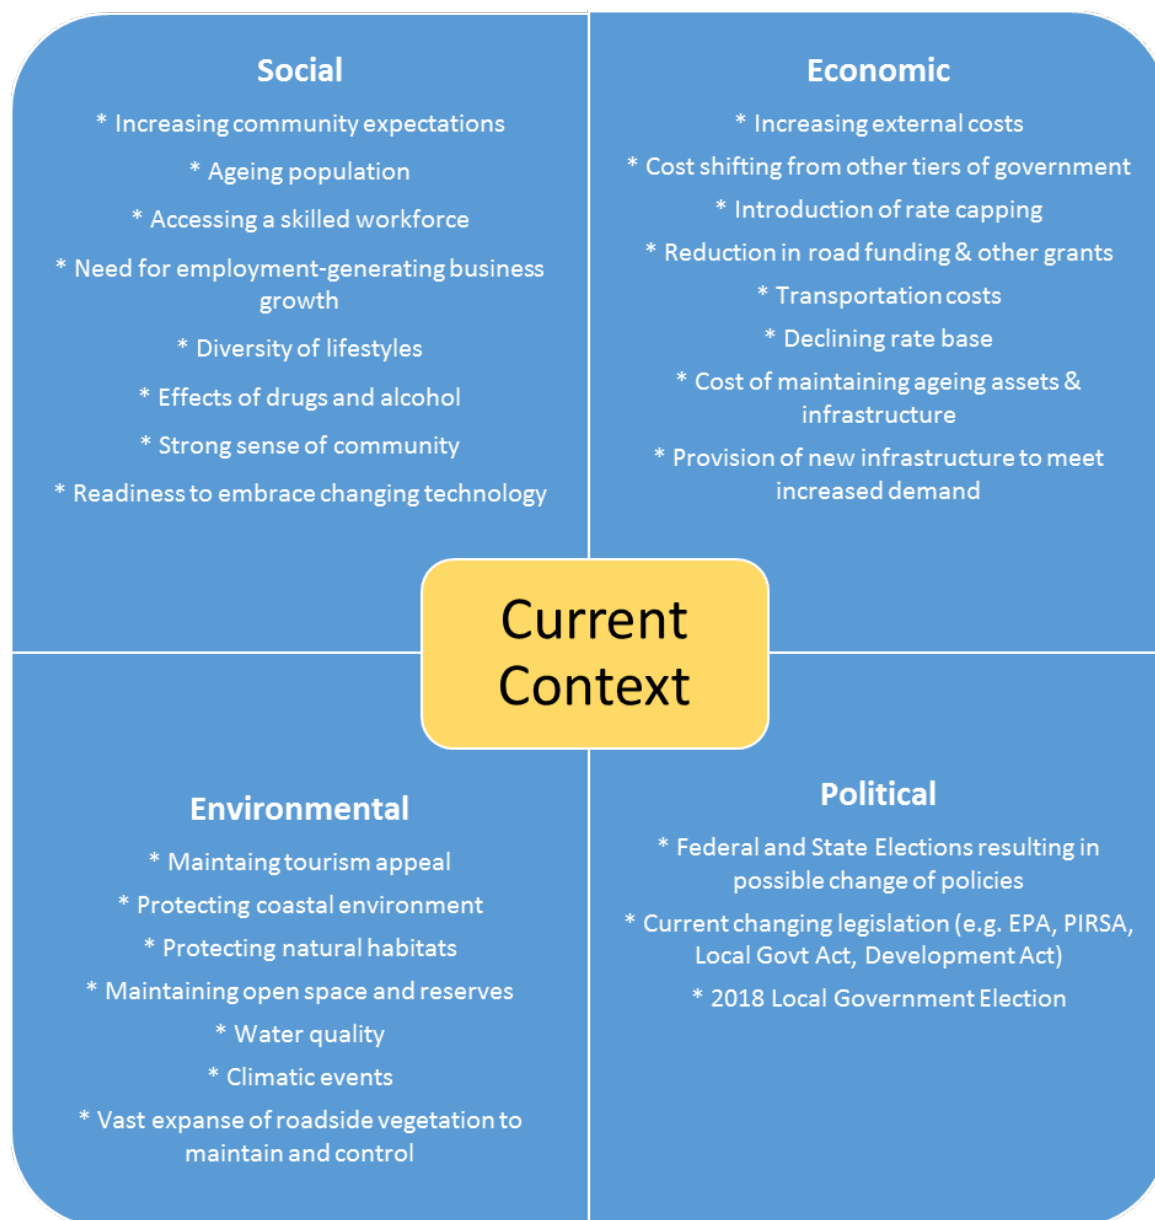 Social
* Increasing community expectations
* Ageing population
* Accessing a skilled workforce
* Need for employment-generating business
growth
* Diversity of lifestyles
* Effects of drugs and alcohol
* Strong sense of community
* Readiness to embrace changing technology
Economic
* Increasing external costs
* Cost shifting from other tiers of government
* Introduction of rate capping
* Reduction in road funding & other grants
* Transportation costs
* Declining rate base
* Cost of maintaining ageing assets &
infrastructure
* Provision of new infrastructure to meet
increased demand
Current
Context
Environmental
* Maintaing tourism appeal
* Protecting coastal environment
* Protecting natural habitats
* Maintaining open space and reserves
* Water quality
* Climatic events
* Vast expanse of roadside vegetation to
maintain and control
Political
* Federal and State Elections resulting in
possible change of policies
* Current changing legislation (e.g. EPA, PIRSA,
Local Govt Act, Development Act)
* 2018 Local Government Election